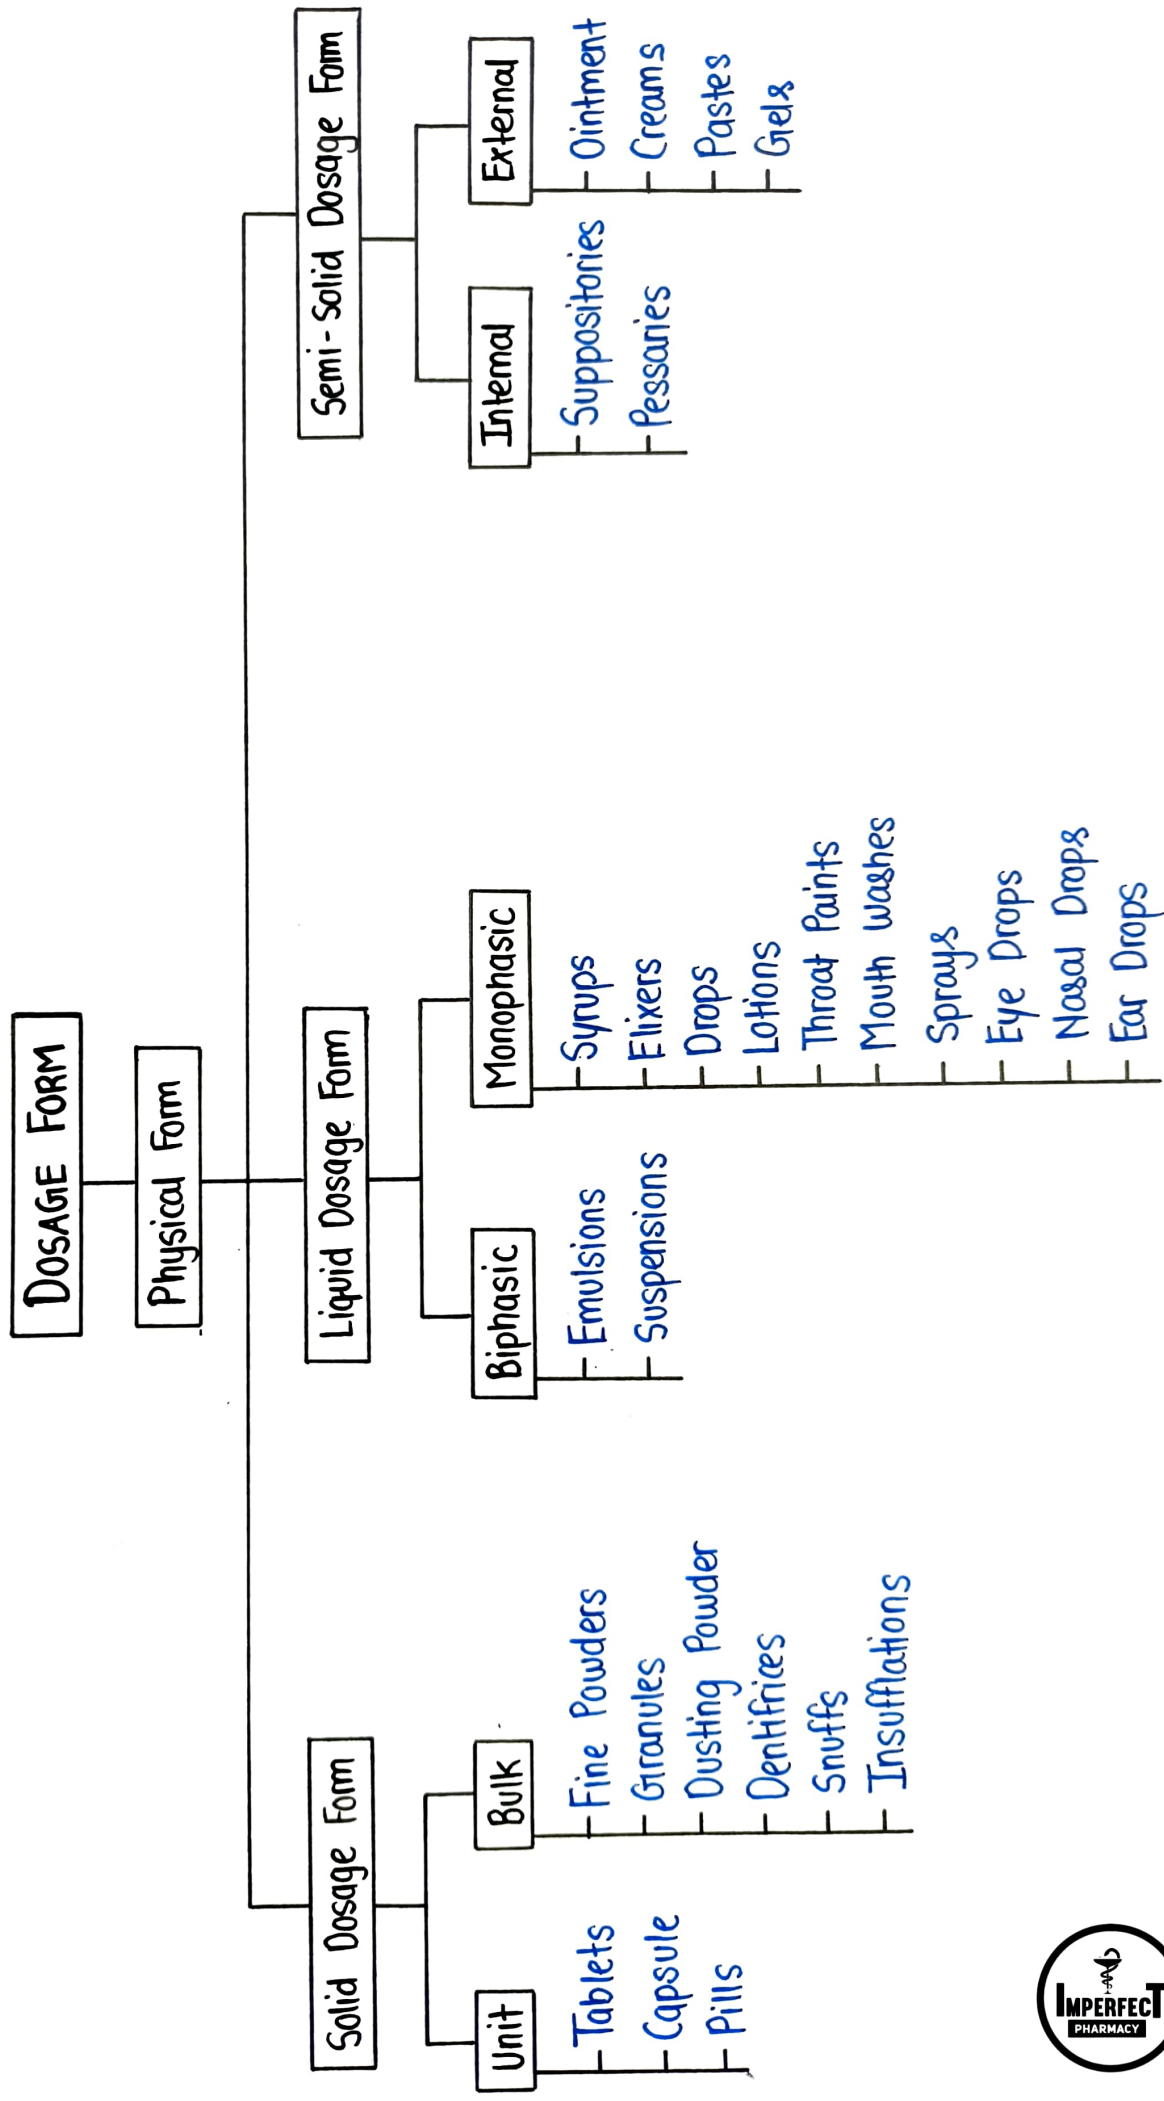 DOSAGE FORM
Physical Form
Solid Dosage Form
Unit
Tablets
Capsule
Pills
Bulk
Fine Powders
Granules
Dusting Powder
Dentifrices
Snuffs
Insufflations
Liquid Dosage Form
Biphasic
Emulsions
Suspensions
Monophasic
Syrups
Elixers
Drops
Lotions
Throat Paints
Mouth Washes
Sprays
Eye Drops
Nasal Drops
Ear Drops
Semi-Solid Dosage Form
Internal
Suppositories
Pessaries
External
Ointment
Creams
Pastes
Gels
IMPERFECT
PHARMACY